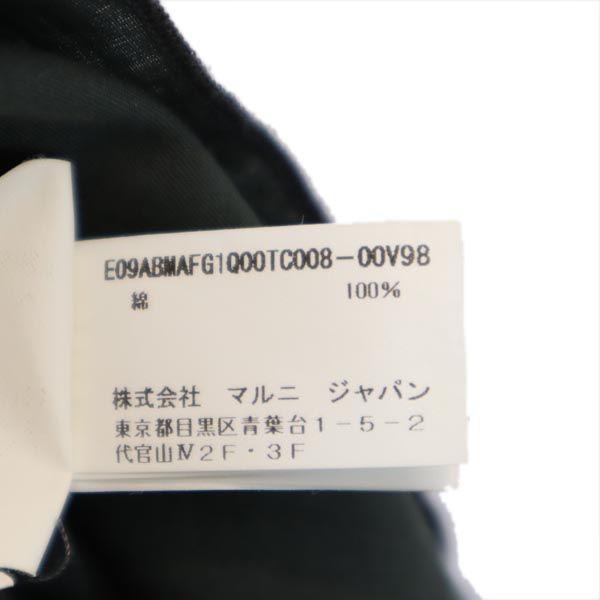 E09ABMAFG1Q00TC008-00V98
綿 100%
株式会社 マルニ ジャパン
東京都目黒区青葉台1-5-2
代官山Ⅳ2F・3F